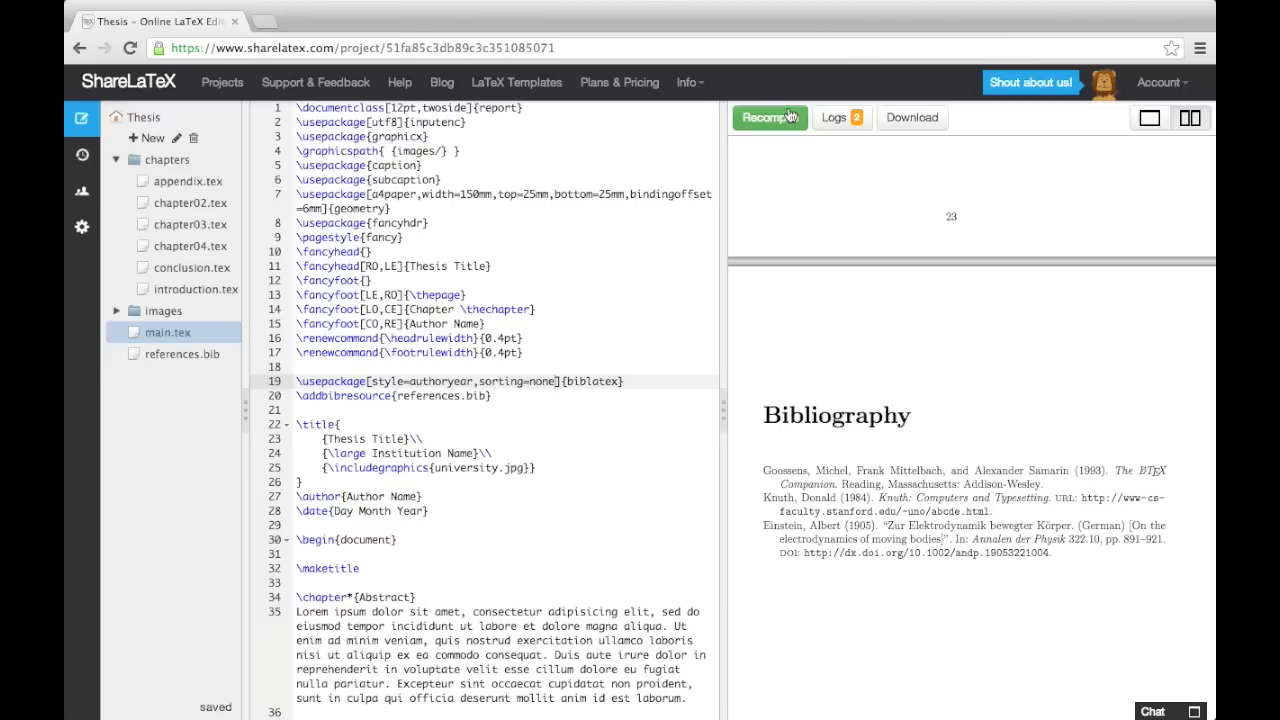 Thesis – Online LaTeX Edi
https://www.sharelatex.com/project/51fa85c3db89c3c351085071
ShareLaTeX Projects Support & Feedback Help Blog LaTeX Templates Plans & Pricing Info Shout about us! Account
Thesis
New
chapters
appendix.tex
chapter02.tex
chapter03.tex
chapter04.tex
conclusion.tex
introduction.tex
images
main.tex
references.bib
saved
1 \documentclass[12pt,twoside]{report}
2 \usepackage[utf8]{inputenc}
3 \usepackage{graphicx}
4 \graphicspath{ {images/} }
5 \usepackage{caption}
6 \usepackage{subcaption}
7 \usepackage[a4paper,width=150mm,top=25mm,bottom=25mm,bindingoffset
=6mm]{geometry}
8 \usepackage{fancyhdr}
9 \pagestyle{fancy}
10 \fancyhead{}
11 \fancyhead[RO,LE]{Thesis Title}
12 \fancyfoot{}
13 \fancyfoot[LE,RO]{\thepage}
14 \fancyfoot[LO,CE]{Chapter \thechapter}
15 \fancyfoot[CO,RE]{Author Name}
16 \renewcommand{\headrulewidth}{0.4pt}
17 \renewcommand{\footrulewidth}{0.4pt}
18
19 \usepackage[style=authoryear,sorting=none]{biblatex}
20 \addbibresource{references.bib}
21
22 \title{
23 {Thesis Title}\\
24 {\large Institution Name}\\
25 {\includegraphics{university.jpg}}
26 }
27 \author{Author Name}
28 \date{Day Month Year}
29
30 \begin{document}
31
32 \maketitle
33
34 \chapter*{Abstract}
35 Lorem ipsum dolor sit amet, consectetur adipisicing elit, sed do
eiusmod tempor incididunt ut labore et dolore magna aliqua. Ut
enim ad minim veniam, quis nostrud exercitation ullamco laboris
nisi ut aliquip ex ea commodo consequat. Duis aute irure dolor in
reprehenderit in voluptate velit esse cillum dolore eu fugiat
nulla pariatur. Excepteur sint occaecat cupidatat non proident,
sunt in culpa qui officia deserunt mollit anim id est laborum.
36
Recomp Logs 2 Download
23
Bibliography
Goossens, Michel, Frank Mittelbach, and Alexander Samarin (1993). The LATEX
Companion. Reading, Massachusetts: Addison-Wesley.
Knuth, Donald (1984). Knuth: Computers and Typesetting. URL: http://www-cs-
faculty.stanford.edu/~uno/abcde.html.
Einstein, Albert (1905). “Zur Elektrodynamik bewegter Körper. (German) [On the
electrodynamics of moving bodies]”. In: Annalen der Physik 322.10, pp. 891–921.
DOI: http://dx.doi.org/10.1002/andp.19053221004.
Chat